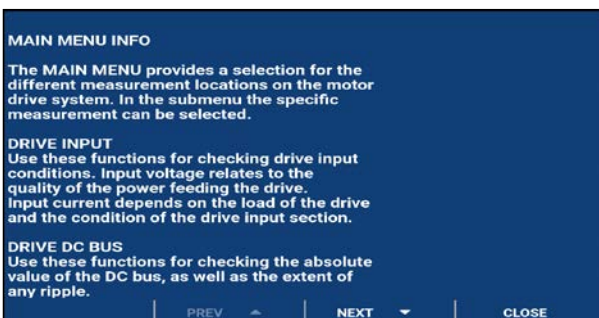 MAIN MENU INFO
The MAIN MENU provides a selection for the
different measurement locations on the motor
drive system. In the submenu the specific
measurement can be selected.
DRIVE INPUT
Use these functions for checking drive input
conditions. Input voltage relates to the
quality of the power feeding the drive.
Input current depends on the load of the drive
and the condition of the drive input section.
DRIVE DC BUS
Use these functions for checking the absolute
value of the DC bus, as well as the extent of
any ripple.
PREV NEXT CLOSE